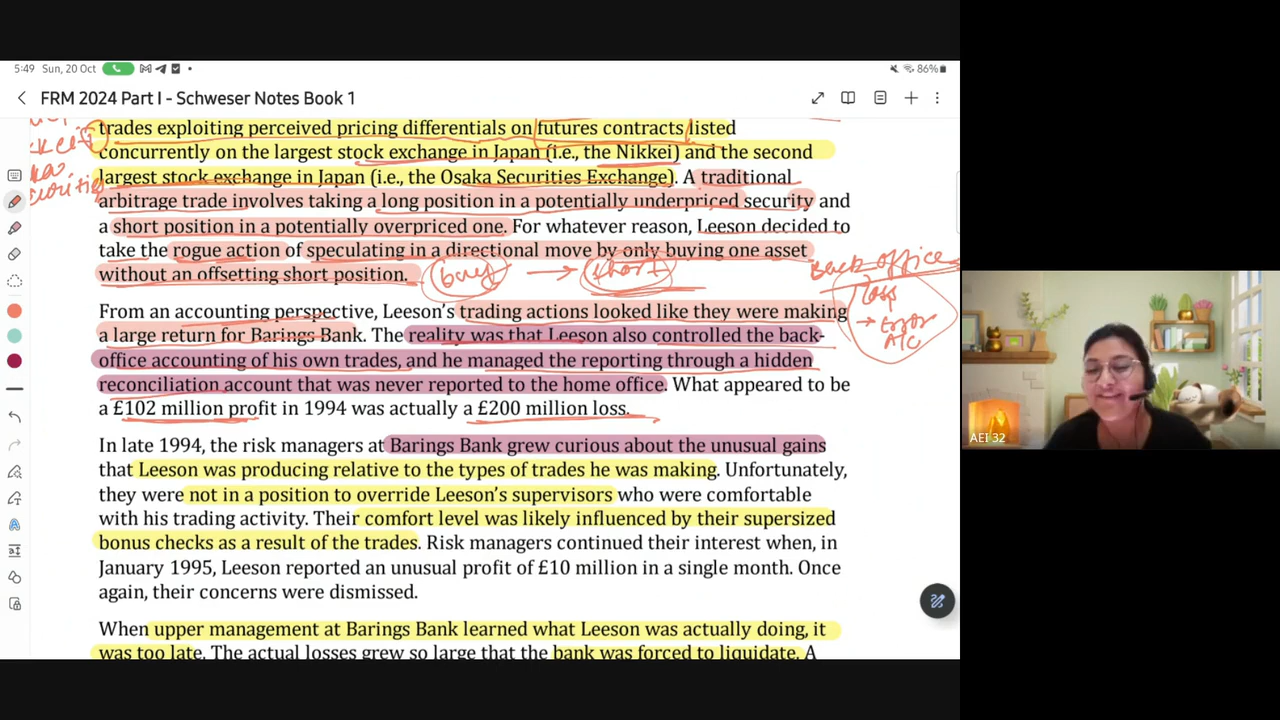 5:49 Sun, 20 Oct 86%
FRM 2024 Part I - Schweser Notes Book 1
trades exploiting perceived pricing differentials on futures contracts listed
concurrently on the largest stock exchange in Japan (i.e., the Nikkei) and the second
largest stock exchange in Japan (i.e., the Osaka Securities Exchange). A traditional
arbitrage trade involves taking a long position in a potentially underpriced security and
a short position in a potentially overpriced one. For whatever reason, Leeson decided to
take the rogue action of speculating in a directional move by only buying one asset
without an offsetting short position.
buy → short
Back office
loss
→ Error
A/C
From an accounting perspective, Leeson's trading actions looked like they were making
a large return for Barings Bank. The reality was that Leeson also controlled the back-
office accounting of his own trades, and he managed the reporting through a hidden
reconciliation account that was never reported to the home office. What appeared to be
a £102 million profit in 1994 was actually a £200 million loss.
In late 1994, the risk managers at Barings Bank grew curious about the unusual gains
that Leeson was producing relative to the types of trades he was making. Unfortunately,
they were not in a position to override Leeson's supervisors who were comfortable
with his trading activity. Their comfort level was likely influenced by their supersized
bonus checks as a result of the trades. Risk managers continued their interest when, in
January 1995, Leeson reported an unusual profit of £10 million in a single month. Once
again, their concerns were dismissed.
When upper management at Barings Bank learned what Leeson was actually doing, it
was too late. The actual losses grew so large that the bank was forced to liquidate. A
AEI 32